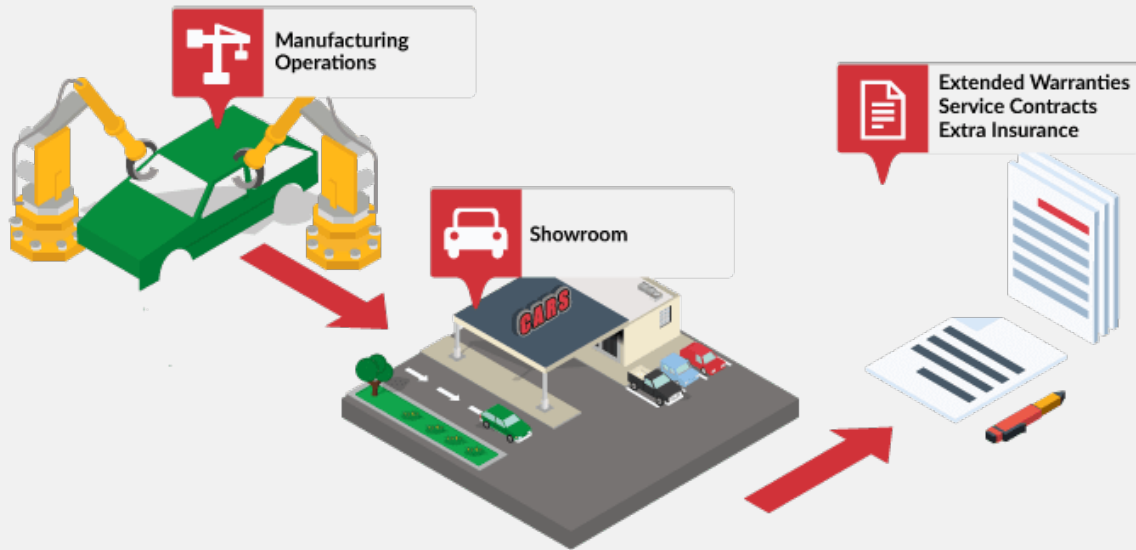 Manufacturing
Operations
Extended Warranties
Service Contracts
Extra Insurance
Showroom
CARS